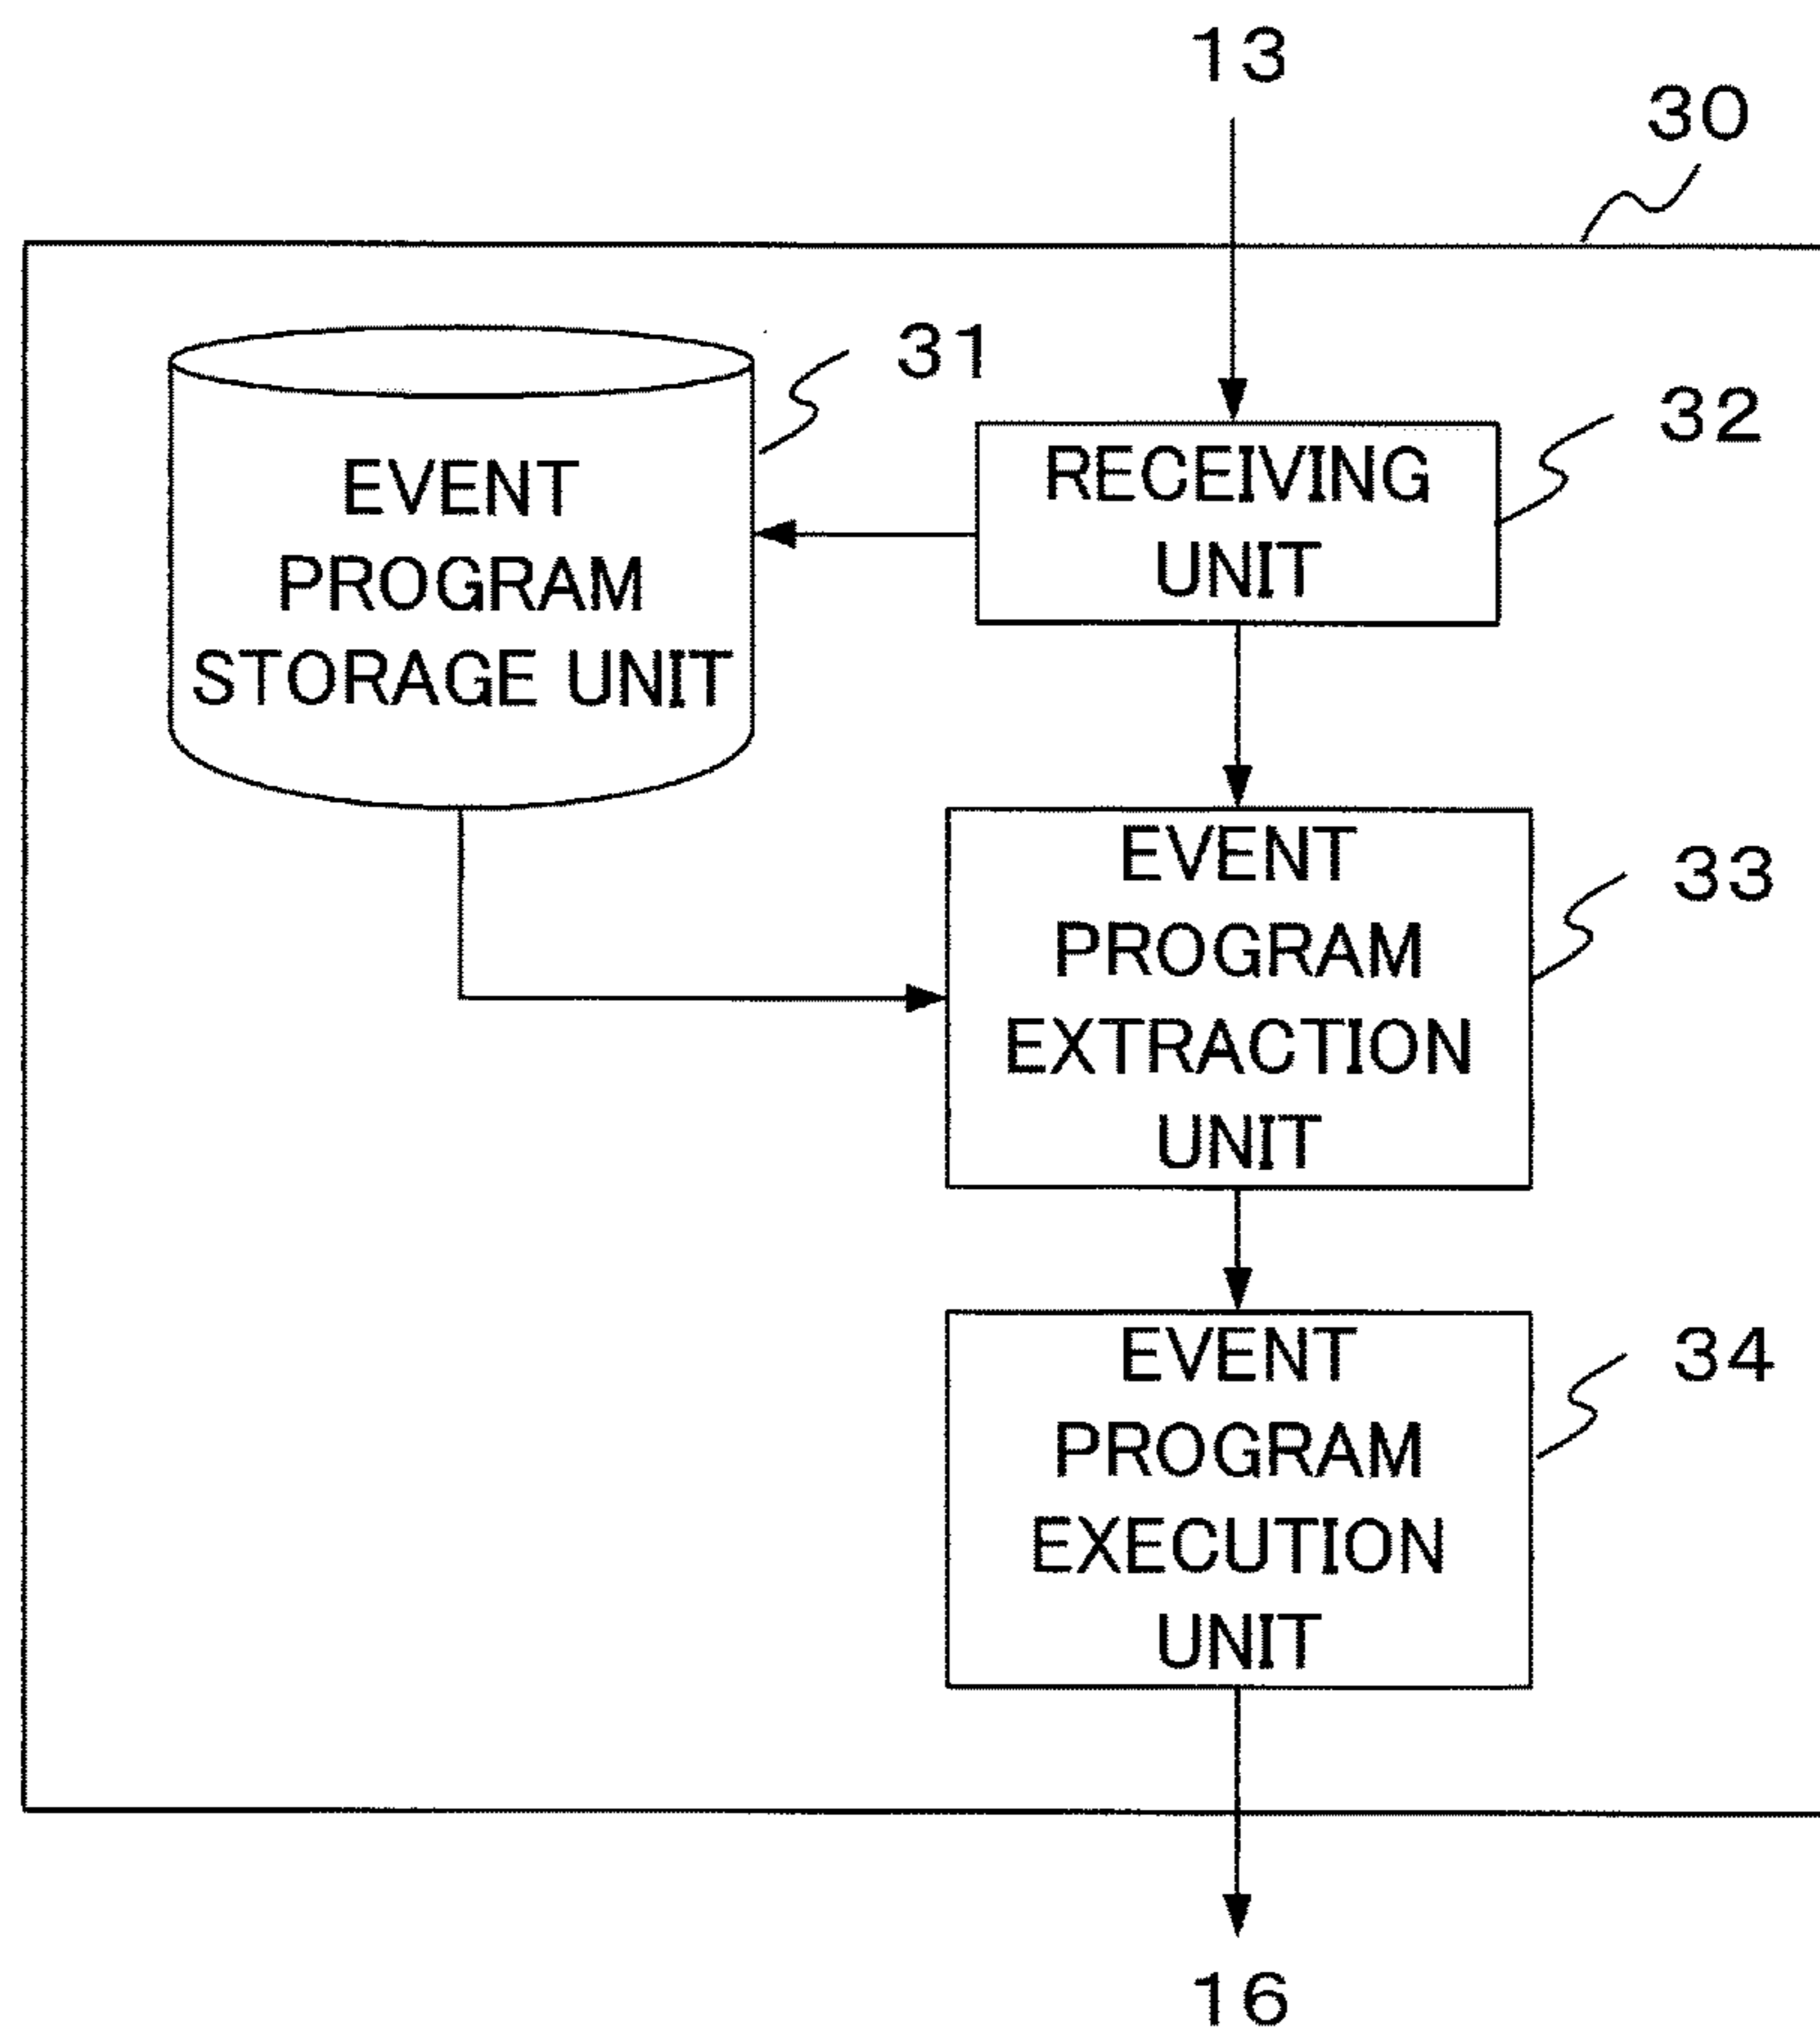 13
30
31
EVENT
PROGRAM
STORAGE UNIT
32
RECEIVING
UNIT
33
EVENT
PROGRAM
EXTRACTION
UNIT
34
EVENT
PROGRAM
EXECUTION
UNIT
16